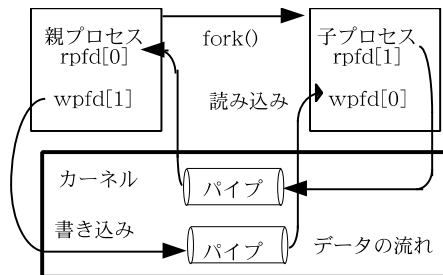 親プロセス
rpfd[0]
wpfd[1]
fork()
読み込み
子プロセス
rpfd[1]
wpfd[0]
カーネル
パイプ
書き込み
パイプ
データの流れ